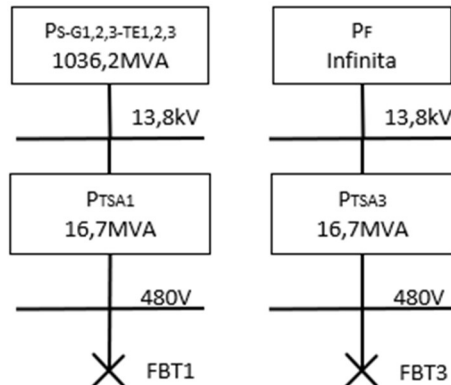 PS-G1,2,3-TE1,2,3
1036,2MVA
13,8kV
PTSA1
16,7MVA
480V
FBT1
PF
Infinita
13,8kV
PTSA3
16,7MVA
480V
FBT3